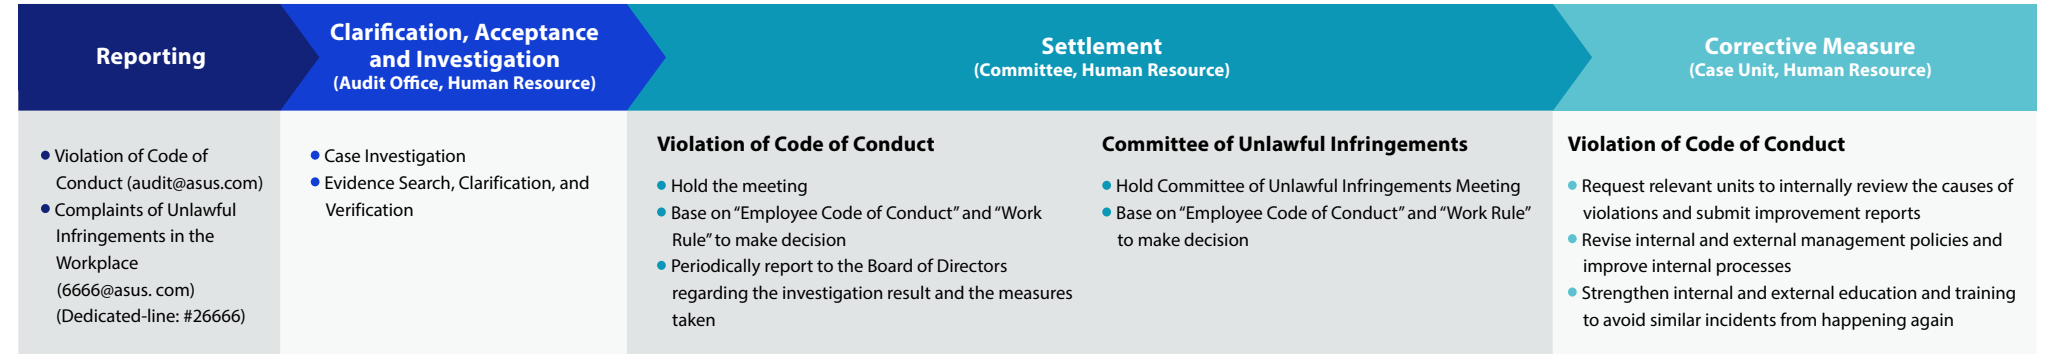 Reporting
Clarification, Acceptance
and Investigation
(Audit Office, Human Resource)
Settlement
(Committee, Human Resource)
Corrective Measure
(Case Unit, Human Resource)
• Violation of Code of
Conduct (audit@asus.com)
• Complaints of Unlawful
Infringements in the
Workplace
(6666@asus. com)
(Dedicated-line: #26666)
• Case Investigation
• Evidence Search, Clarification, and
Verification
Violation of Code of Conduct
• Hold the meeting
• Base on “Employee Code of Conduct” and “Work
Rule” to make decision
• Periodically report to the Board of Directors
regarding the investigation result and the measures
taken
Committee of Unlawful Infringements
• Hold Committee of Unlawful Infringements Meeting
• Base on “Employee Code of Conduct” and “Work Rule”
to make decision
Violation of Code of Conduct
• Request relevant units to internally review the causes of
violations and submit improvement reports
• Revise internal and external management policies and
improve internal processes
• Strengthen internal and external education and training
to avoid similar incidents from happening again